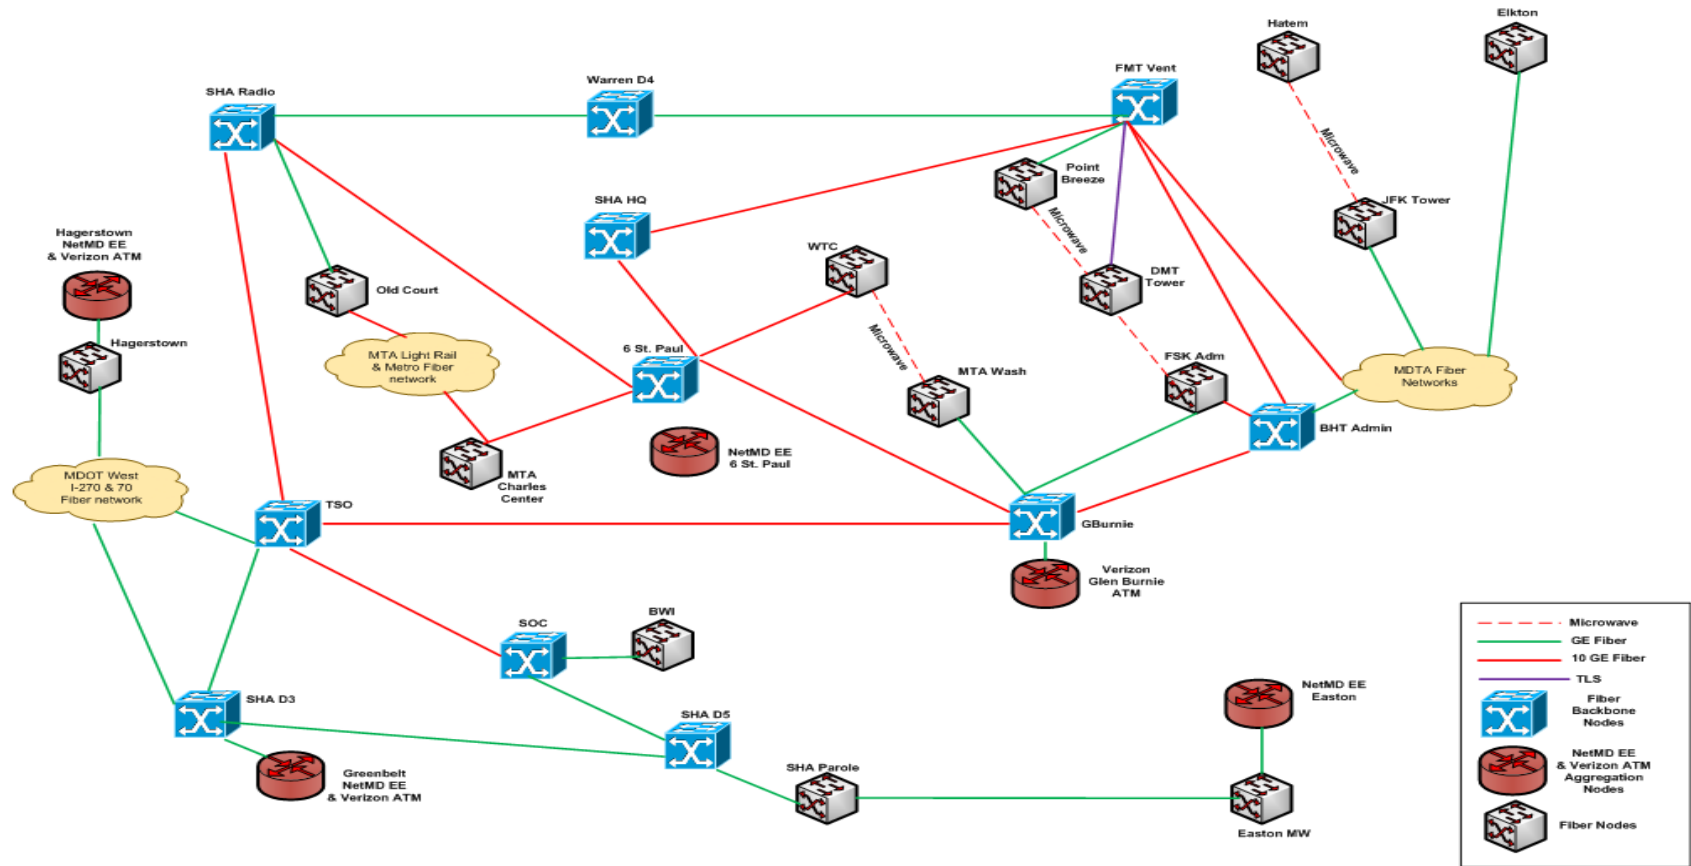 Hatem
Elkton
SHA Radio
Warren D4
FMT Vent
Microwave
Point
Breeze
SHA HQ
JFK Tower
Hagerstown
NetMD EE
& Verizon ATM
WTC
Microwave
DMT
Tower
Old Court
Microwave
Hagerstown
MTA Light Rail
& Metro Fiber
network
6 St. Paul
MTA Wash
FSK Adm
MDTA Fiber
Networks
BHT Admin
NetMD EE
6 St. Paul
MTA
Charles
Center
MDOT West
I-270 & 70
Fiber network
TSO
GBurnie
Verizon
Glen Burnie
ATM
SOC
BWI
SHA D3
SHA D5
NetMD EE
Easton
Greenbelt
NetMD EE
& Verizon ATM
SHA Parole
Easton MW
Microwave
GE Fiber
10 GE Fiber
TLS
Fiber
Backbone
Nodes
NetMD EE
& Verizon ATM
Aggregation
Nodes
Fiber Nodes